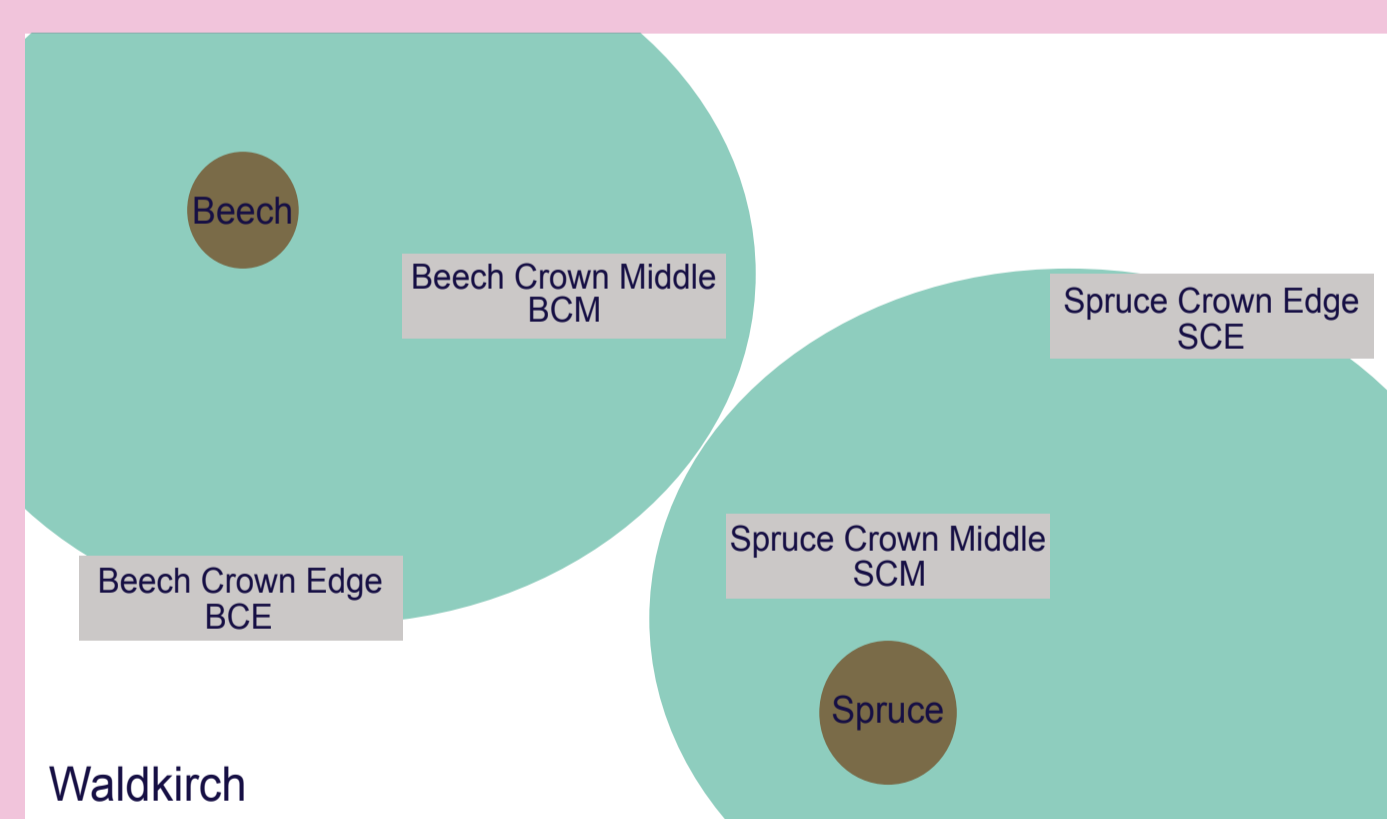 Beech
Beech Crown Middle
BCM
Spruce Crown Edge
SCE
Spruce Crown Middle
SCM
Beech Crown Edge
BCE
Spruce
Waldkirch